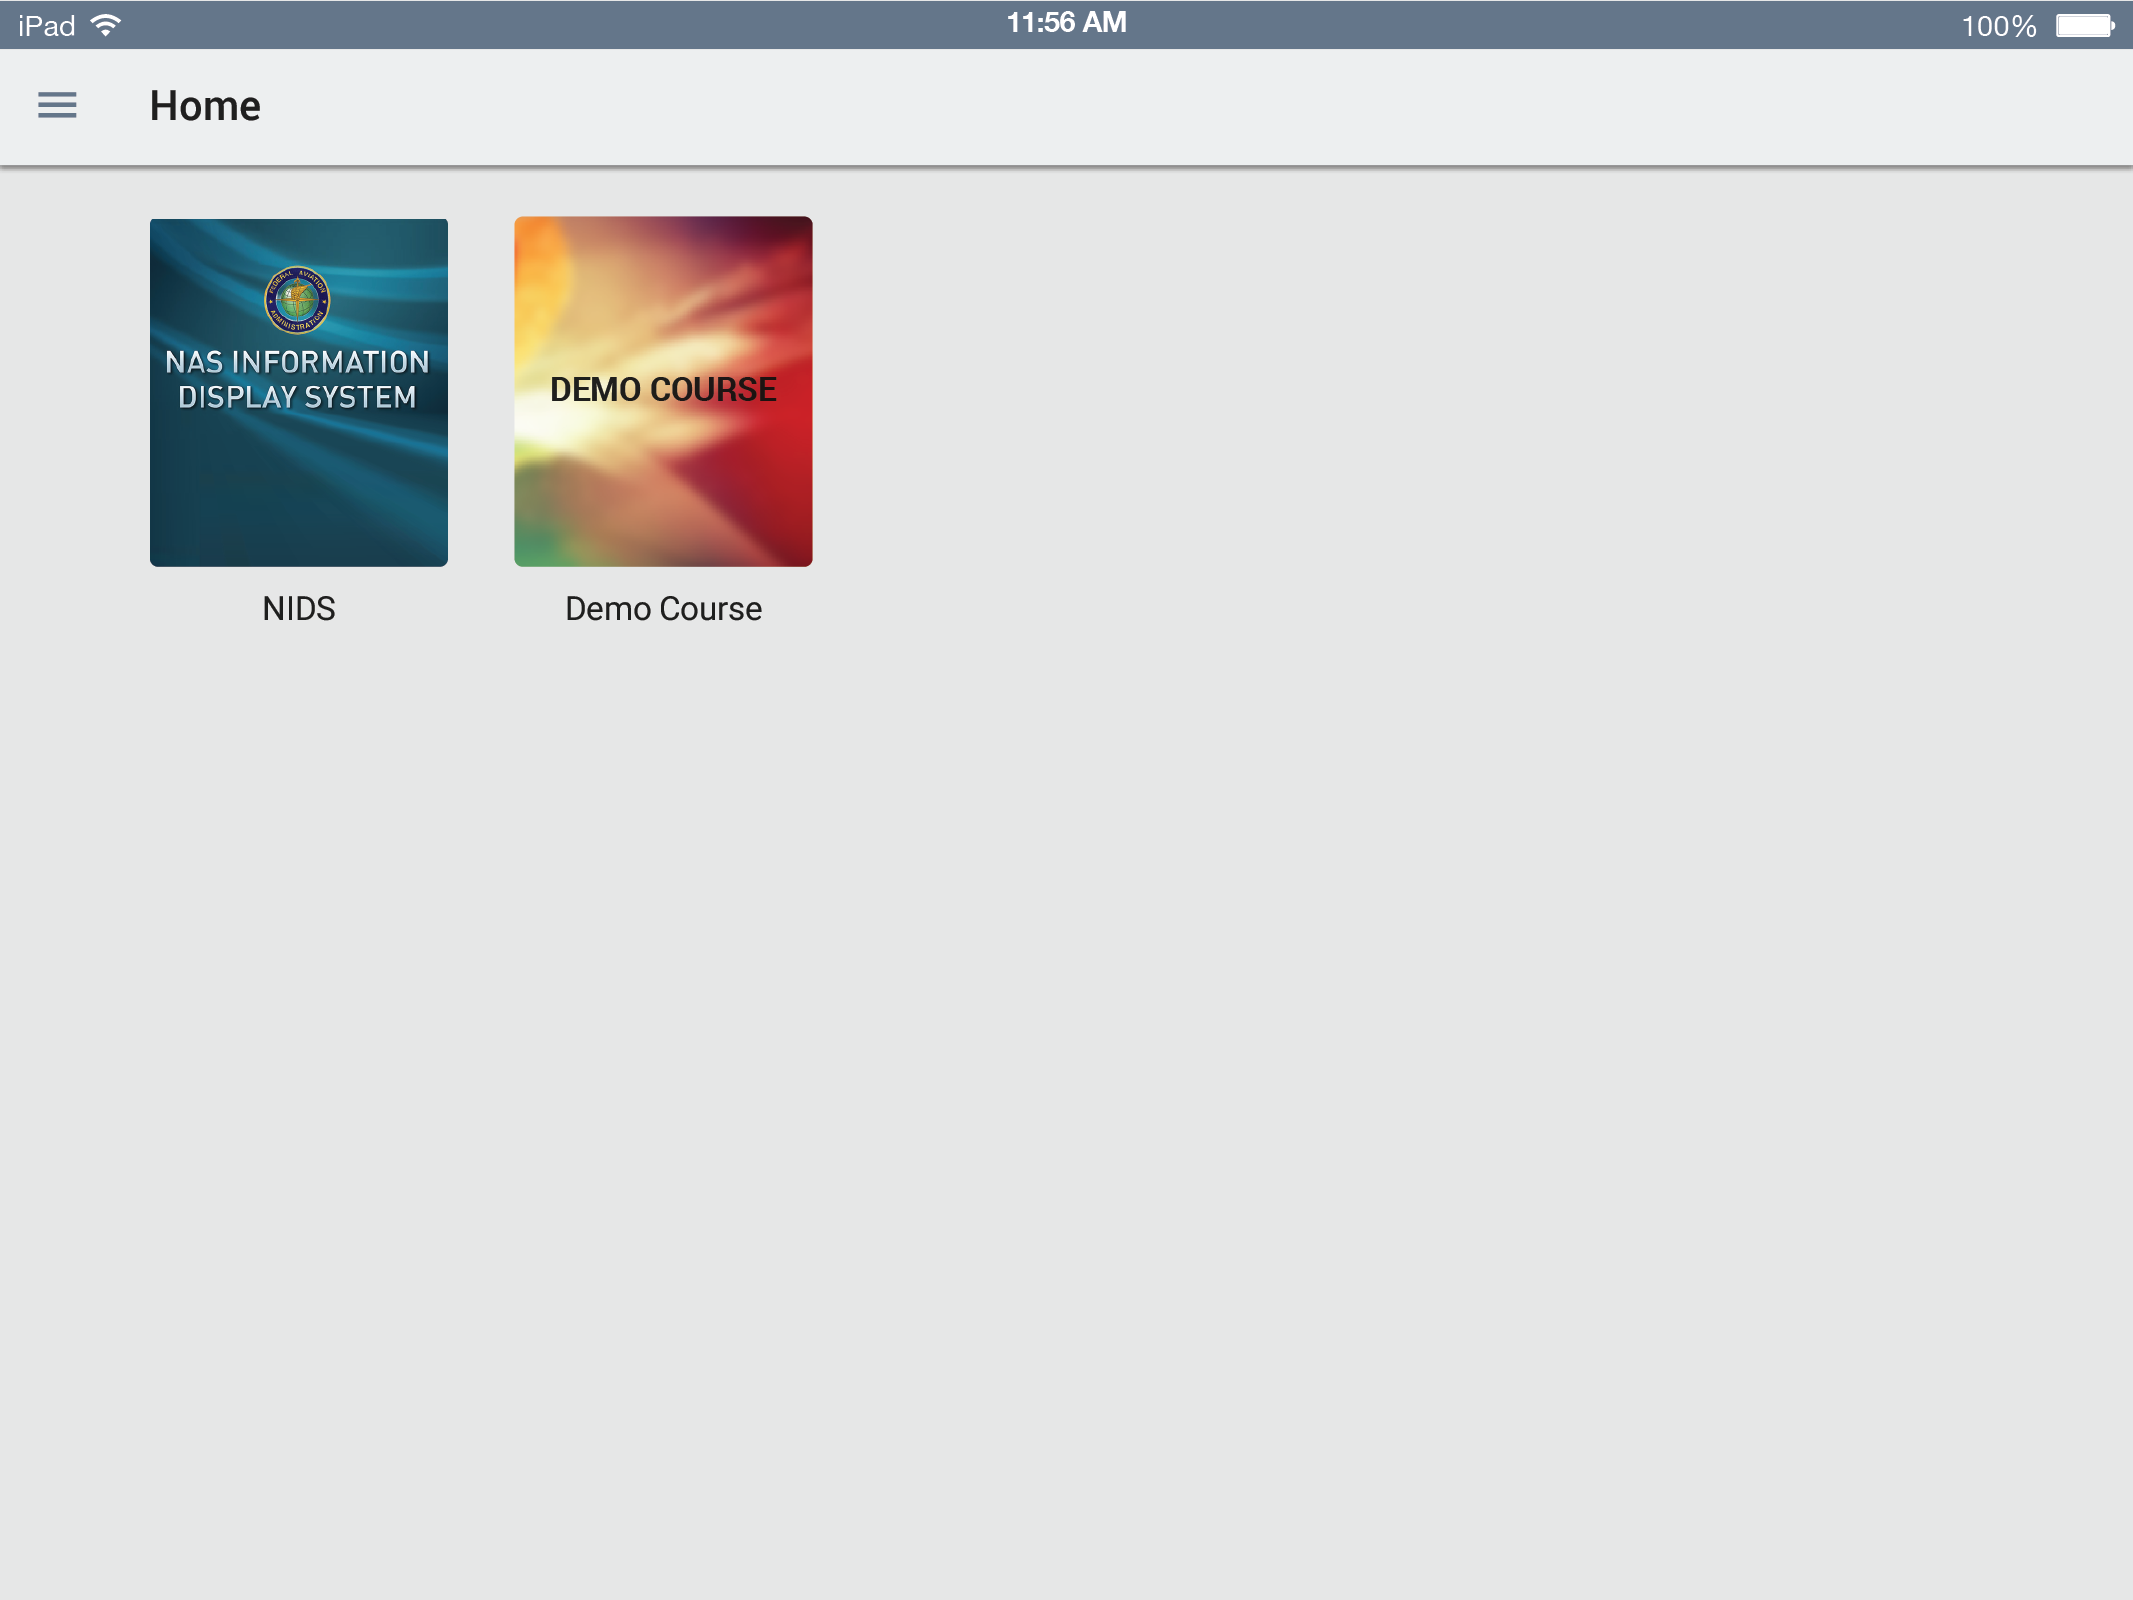 iPad
11:56 AM
100%
Home
FEDERAL AVIATION
ADMINISTRATION
NAS INFORMATION
DISPLAY SYSTEM
DEMO COURSE
NIDS
Demo Course